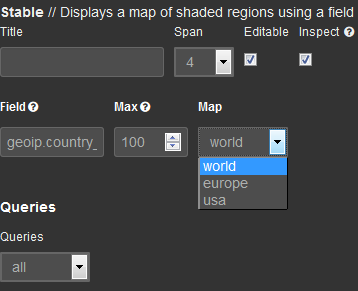 Stable // Displays a map of shaded regions using a field
Title Span Editable Inspect ?
4
Field ? Max ? Map
geoip.country_ 100 world
world
europe
usa
Queries
Queries
all